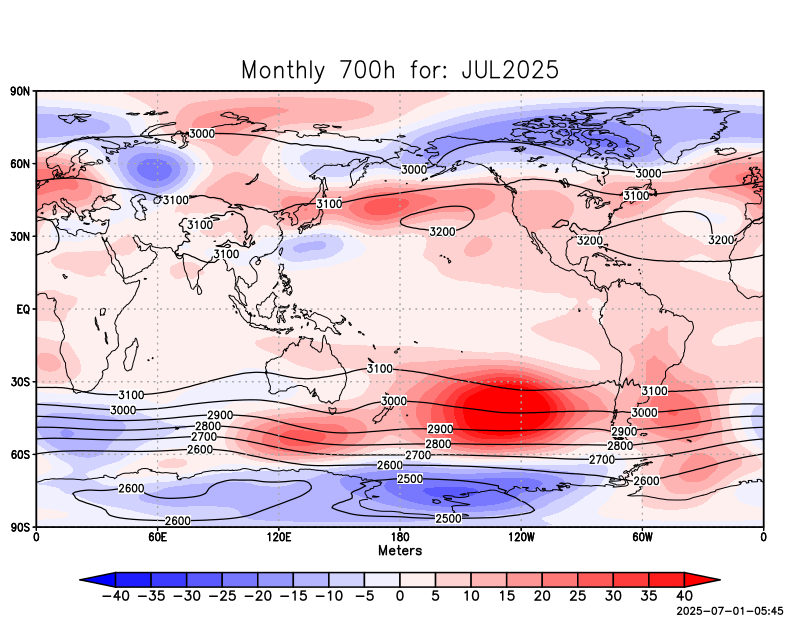 Monthly 700h for: JUL2025
90N
3000
60N
3000
3000
3100
3100
3100
3100
3200
30N
3200
3200
3100
EQ
3100
30S
3100
3100
3000
3000
3000
2900
2900
2900
2800
2800
2800
2700
2700
2600
2700
60S
2600
2500
2600
2600
2600
2500
90S
0
60E
120E
180
120W
60W
0
Meters
−40 −35 −30 −25 −20 −15 −10 −5 0 5 10 15 20 25 30 35 40
2025-07-01-05:45